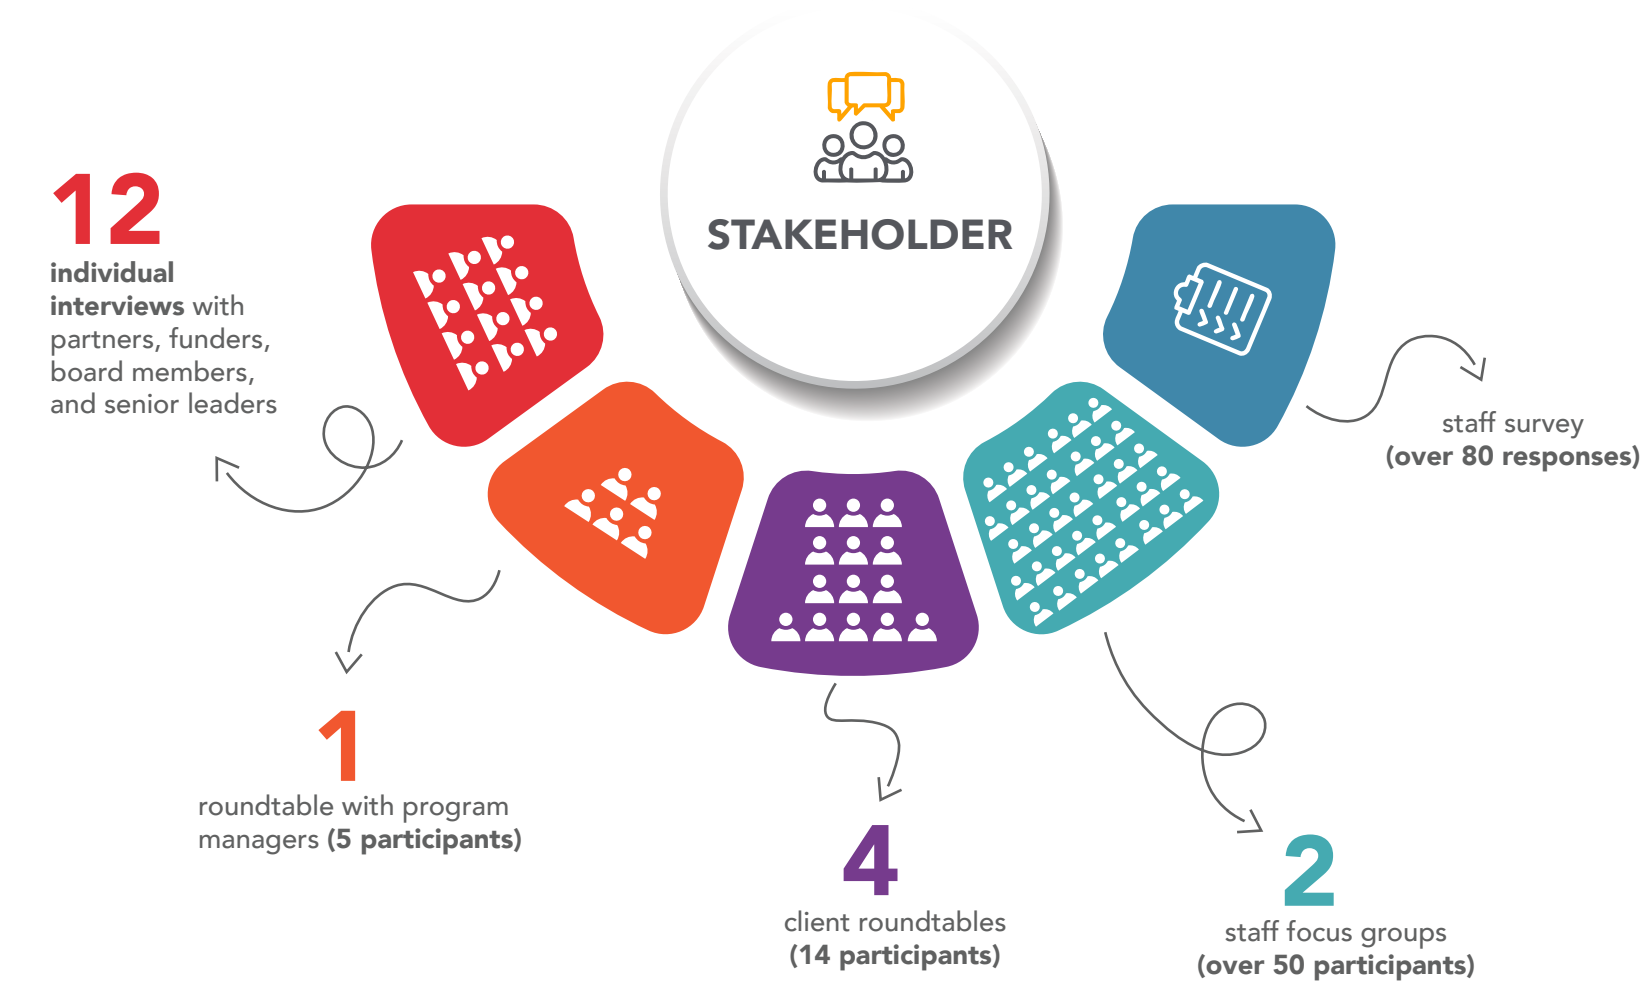 STAKEHOLDER
12
individual
interviews with
partners, funders,
board members,
and senior leaders
1
roundtable with program
managers (5 participants)
4
client roundtables
(14 participants)
2
staff focus groups
(over 50 participants)
staff survey
(over 80 responses)